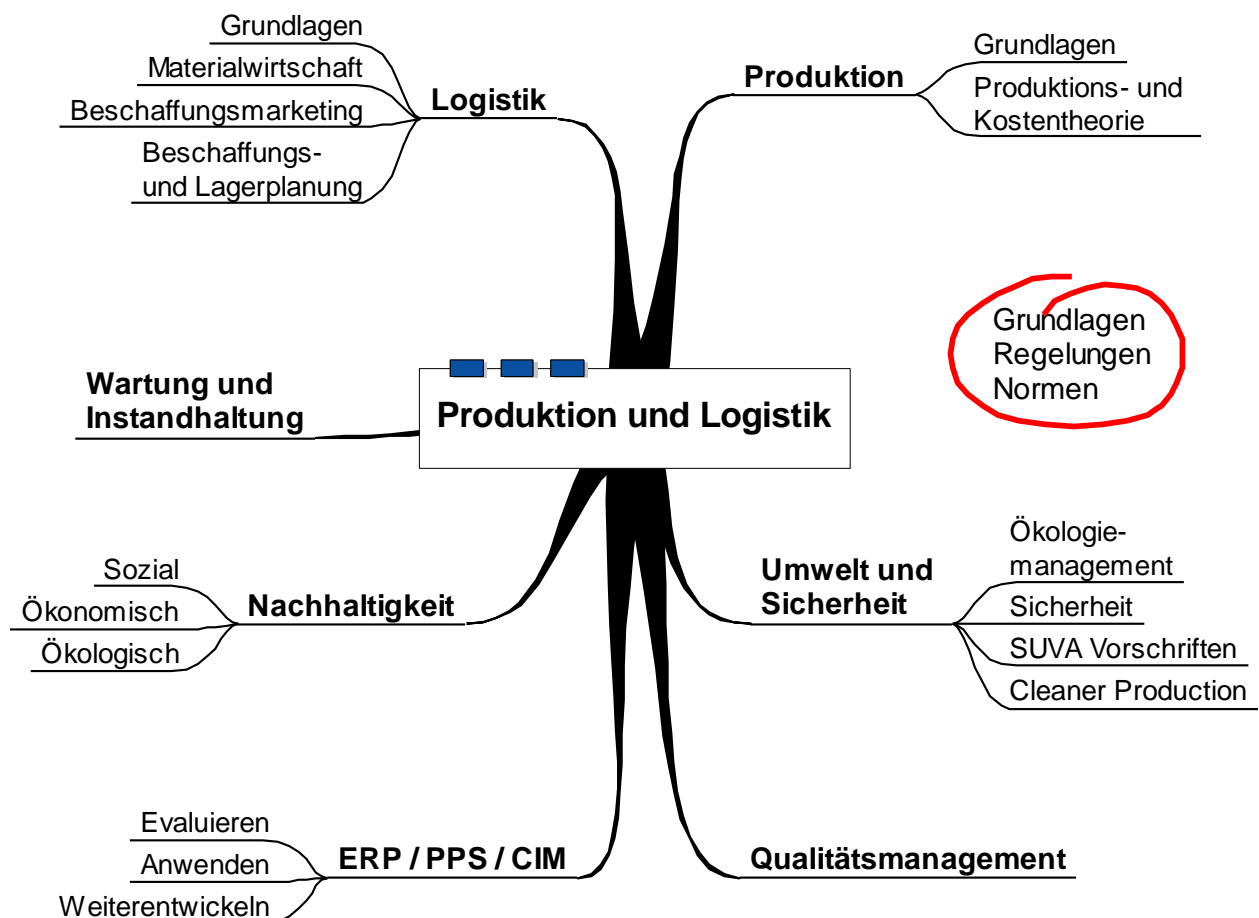 Produktion und Logistik
Logistik
Grundlagen
Materialwirtschaft
Beschaffungsmarketing
Beschaffungs-
und Lagerplanung
Produktion
Grundlagen
Produktions- und
Kostentheorie
Grundlagen
Regelungen
Normen
Wartung und
Instandhaltung
Nachhaltigkeit
Sozial
Ökonomisch
Ökologisch
Umwelt und
Sicherheit
Ökologie-
management
Sicherheit
SUVA Vorschriften
Cleaner Production
ERP / PPS / CIM
Evaluieren
Anwenden
Weiterentwickeln
Qualitätsmanagement